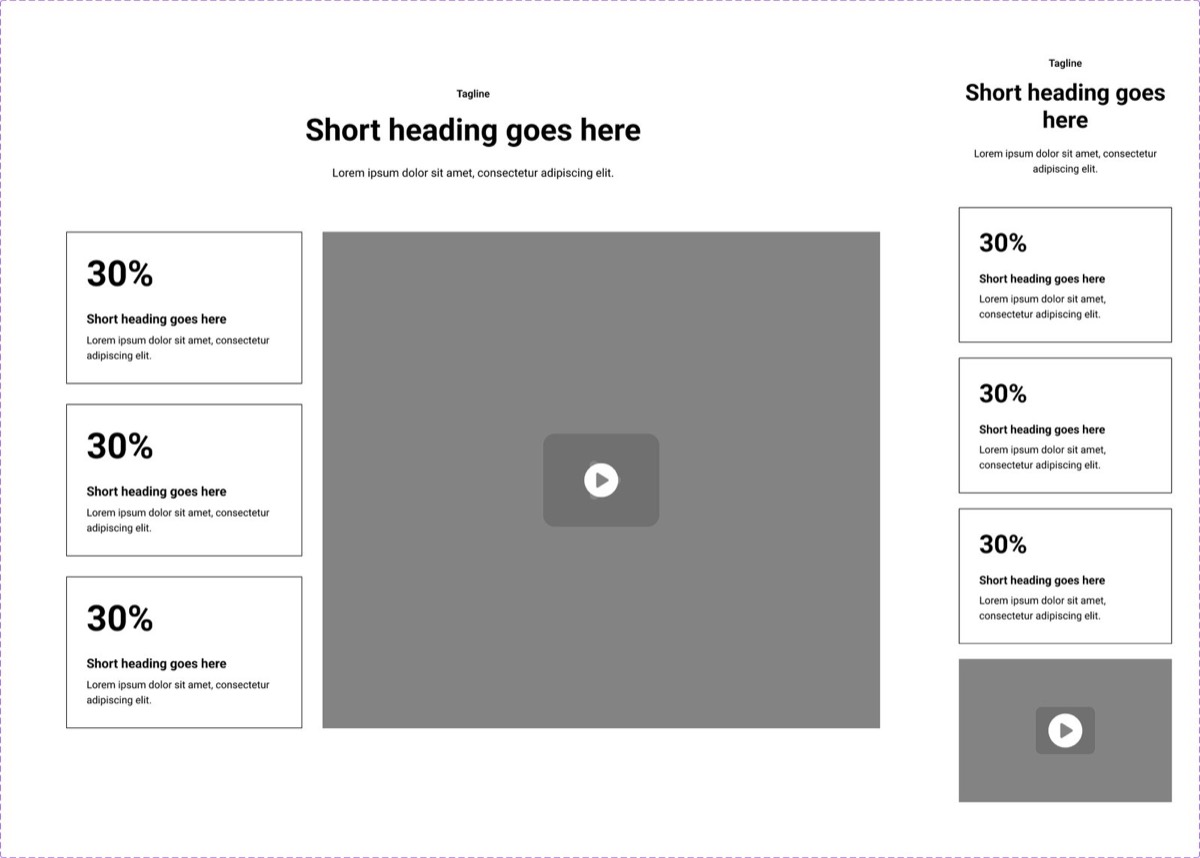 Tagline
Short heading goes here
Lorem ipsum dolor sit amet, consectetur adipiscing elit.
30%
Short heading goes here
Lorem ipsum dolor sit amet, consectetur
adipiscing elit.
30%
Short heading goes here
Lorem ipsum dolor sit amet, consectetur
adipiscing elit.
30%
Short heading goes here
Lorem ipsum dolor sit amet, consectetur
adipiscing elit.
Tagline
Short heading goes
here
Lorem ipsum dolor sit amet, consectetur
adipiscing elit.
30%
Short heading goes here
Lorem ipsum dolor sit amet,
consectetur adipiscing elit.
30%
Short heading goes here
Lorem ipsum dolor sit amet,
consectetur adipiscing elit.
30%
Short heading goes here
Lorem ipsum dolor sit amet,
consectetur adipiscing elit.